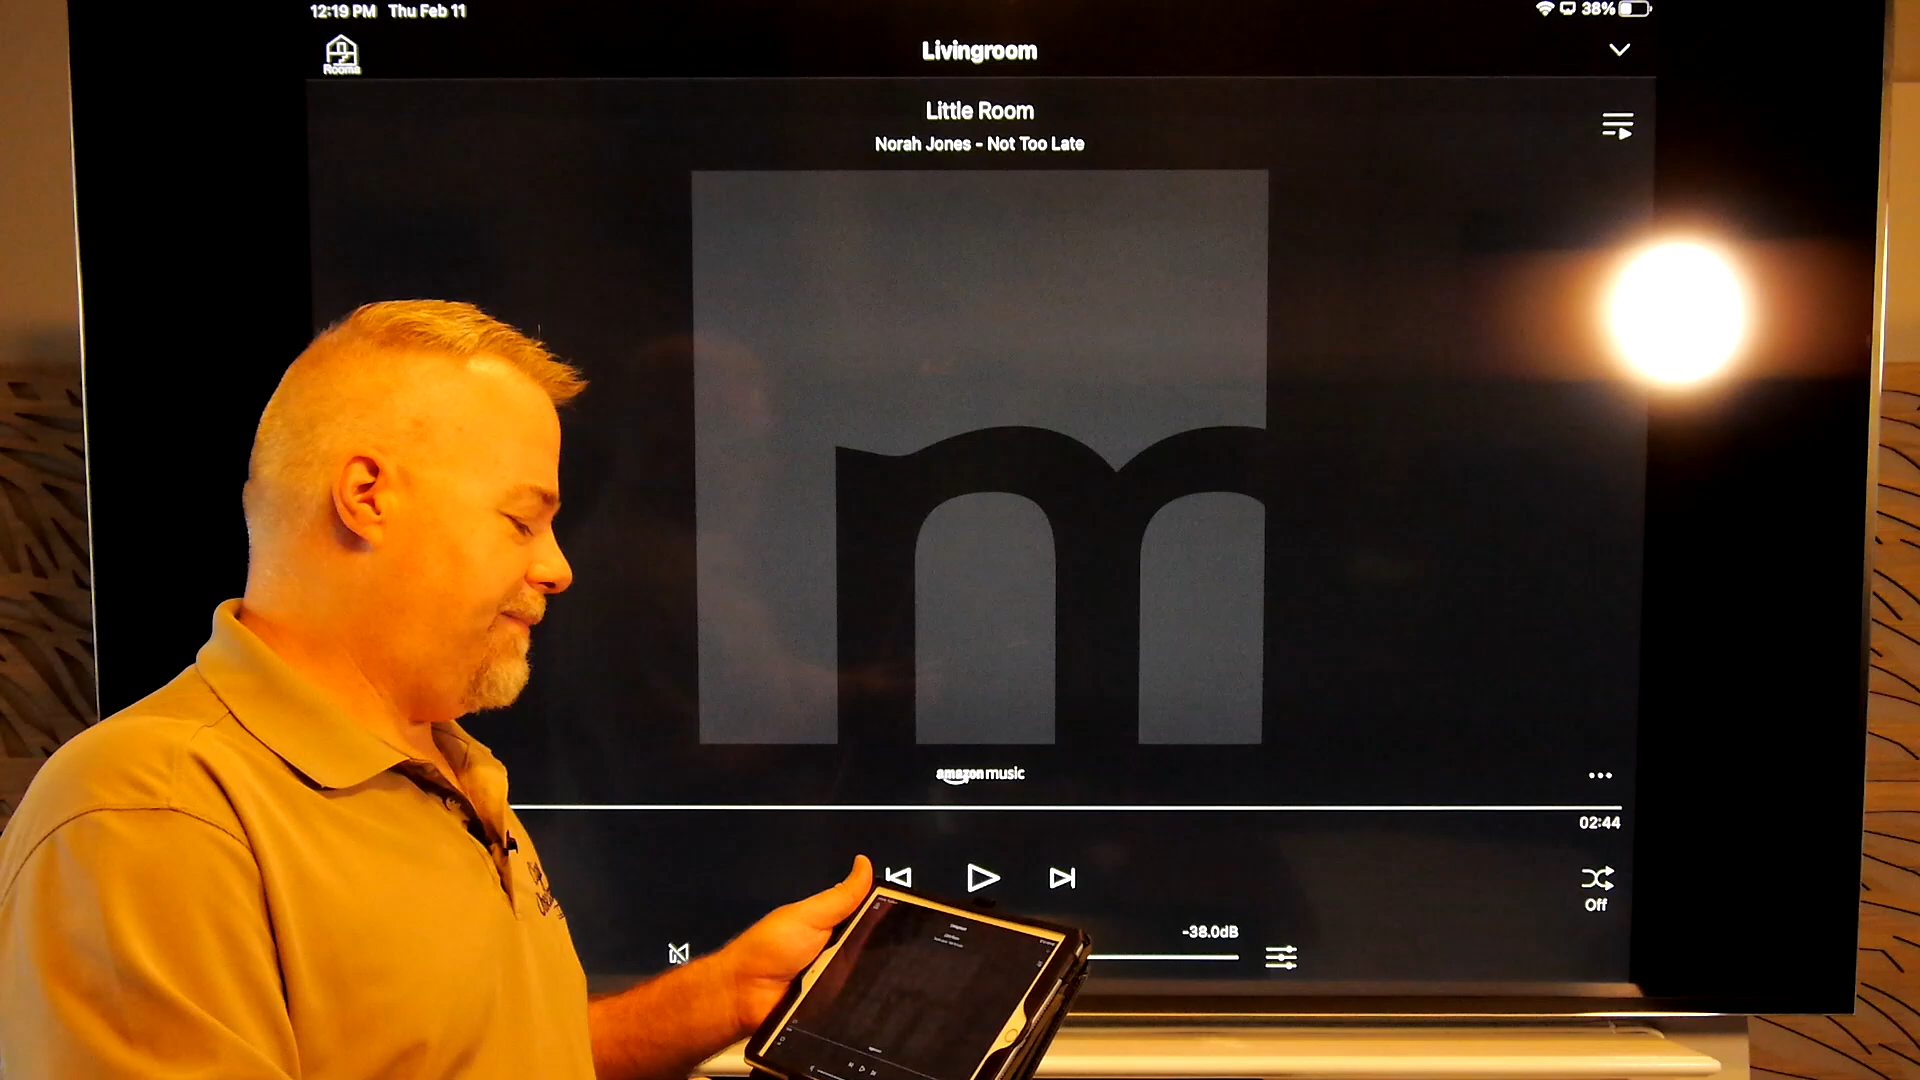 12:19 PM Thu Feb 11
38%
Rooms
Livingroom
Little Room
Norah Jones - Not Too Late
m
amazon music
02:44
Off
-38.0dB